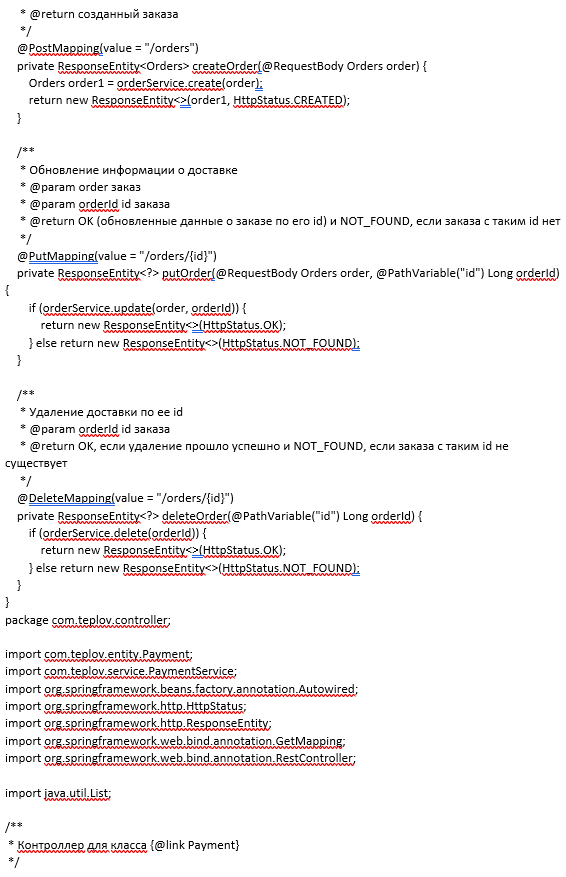 * @return созданный заказа
*/
@PostMapping(value = "/orders")
private ResponseEntity<Orders> createOrder(@RequestBody Orders order) {
Orders order1 = orderService.create(order);
return new ResponseEntity<>(order1, HttpStatus.CREATED);
}
/**
* Обновление информации о доставке
* @param order заказ
* @param orderId id заказа
* @return OK (обновленные данные о заказе по его id) и NOT_FOUND, если заказа с таким id нет
*/
@PutMapping(value = "/orders/{id}")
private ResponseEntity<?> putOrder(@RequestBody Orders order, @PathVariable("id") Long orderId)
{
if (orderService.update(order, orderId)) {
return new ResponseEntity<>(HttpStatus.OK);
} else return new ResponseEntity<>(HttpStatus.NOT_FOUND);
}
/**
* Удаление доставки по ее id
* @param orderId id заказа
* @return OK, если удаление прошло успешно и NOT_FOUND, если заказа с таким id не
существует
*/
@DeleteMapping(value = "/orders/{id}")
private ResponseEntity<?> deleteOrder(@PathVariable("id") Long orderId) {
if (orderService.delete(orderId)) {
return new ResponseEntity<>(HttpStatus.OK);
} else return new ResponseEntity<>(HttpStatus.NOT_FOUND);
}
}
package com.teplov.controller;
import com.teplov.entity.Payment;
import com.teplov.service.PaymentService;
import org.springframework.beans.factory.annotation.Autowired;
import org.springframework.http.HttpStatus;
import org.springframework.http.ResponseEntity;
import org.springframework.web.bind.annotation.GetMapping;
import org.springframework.web.bind.annotation.RestController;
import java.util.List;
/**
* Контроллер для класса {@link Payment}
*/